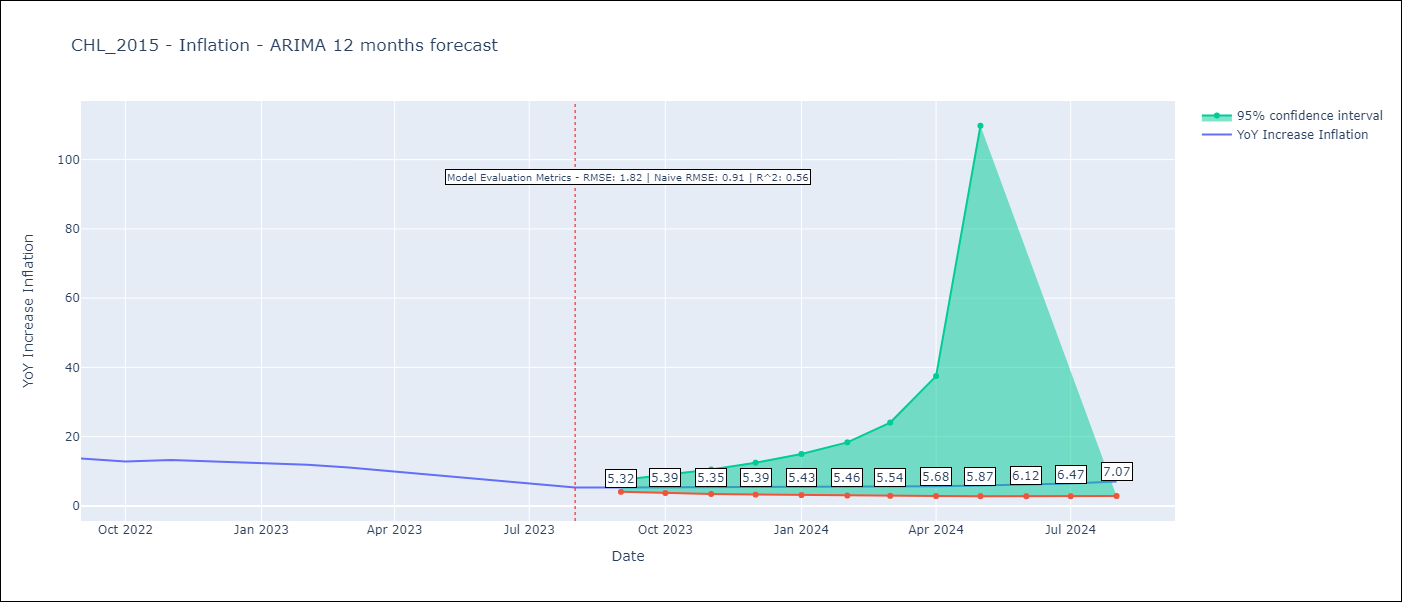 CHL_2015 - Inflation - ARIMA 12 months forecast
95% confidence interval
YoY Increase Inflation
Model Evaluation Metrics - RMSE: 1.82 | Naive RMSE: 0.91 | R^2: 0.56
YoY Increase Inflation
100
80
60
40
20
0
5.32
5.39
5.35
5.39
5.43
5.46
5.54
5.68
5.87
6.12
6.47
7.07
Oct 2022
Jan 2023
Apr 2023
Jul 2023
Oct 2023
Jan 2024
Apr 2024
Jul 2024
Date